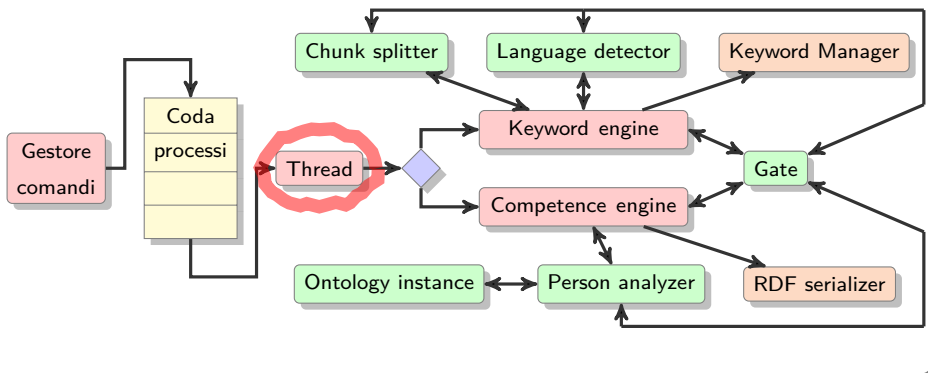 Chunk splitter
Language detector
Keyword Manager
Coda
processi
Keyword engine
Gestore
comandi
Thread
Gate
Competence engine
Ontology instance
Person analyzer
RDF serializer